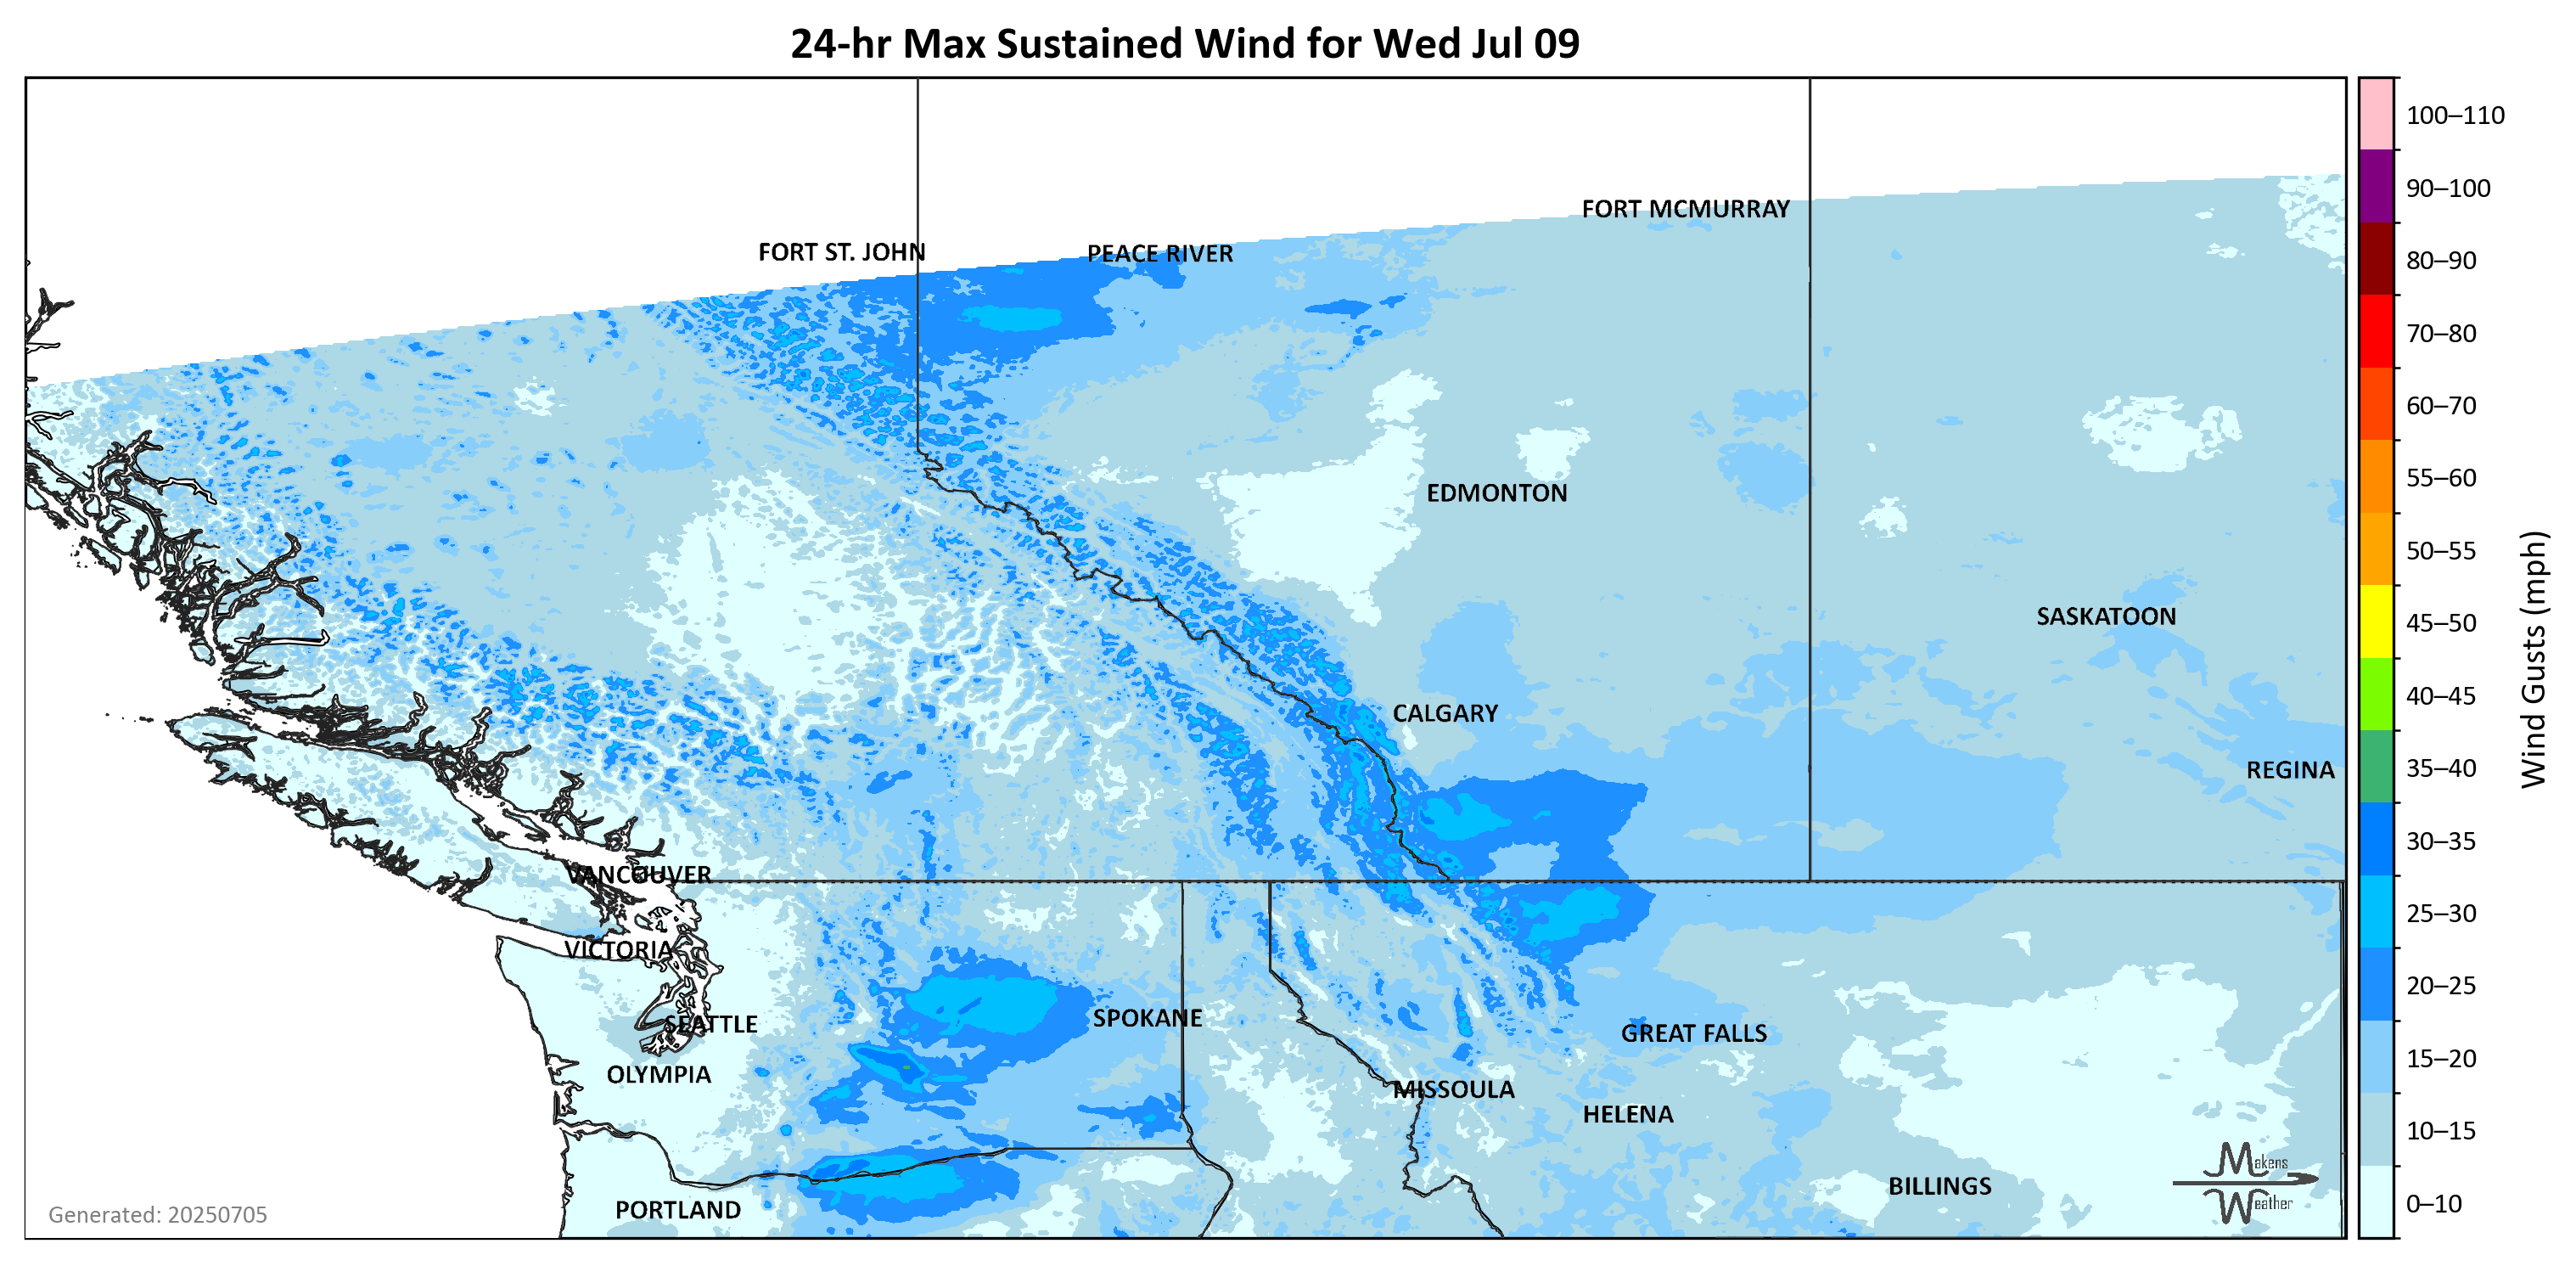 24-hr Max Sustained Wind for Wed Jul 09
100–110
FORT MCMURRAY
90–100
FORT ST. JOHN
PEACE RIVER
80–90
70–80
60–70
EDMONTON
55–60
50–55
SASKATOON
45–50
Wind Gusts (mph)
CALGARY
40–45
REGINA
35–40
VANCOUVER
30–35
VICTORIA
25–30
SEATTLE
SPOKANE
GREAT FALLS
20–25
OLYMPIA
MISSOULA
HELENA
15–20
10–15
Makens
Weather
BILLINGS
PORTLAND
0–10
Generated: 20250705